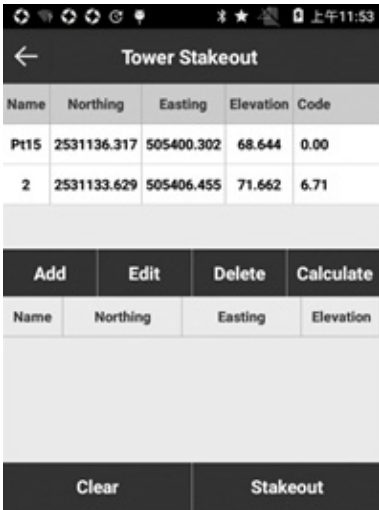 上午11:53
Tower Stakeout
Name Northing Easting Elevation Code
Pt15 2531136.317 505400.302 68.644 0.00
2 2531133.629 505406.455 71.662 6.71
Add Edit Delete Calculate
Name Northing Easting Elevation
Clear Stakeout